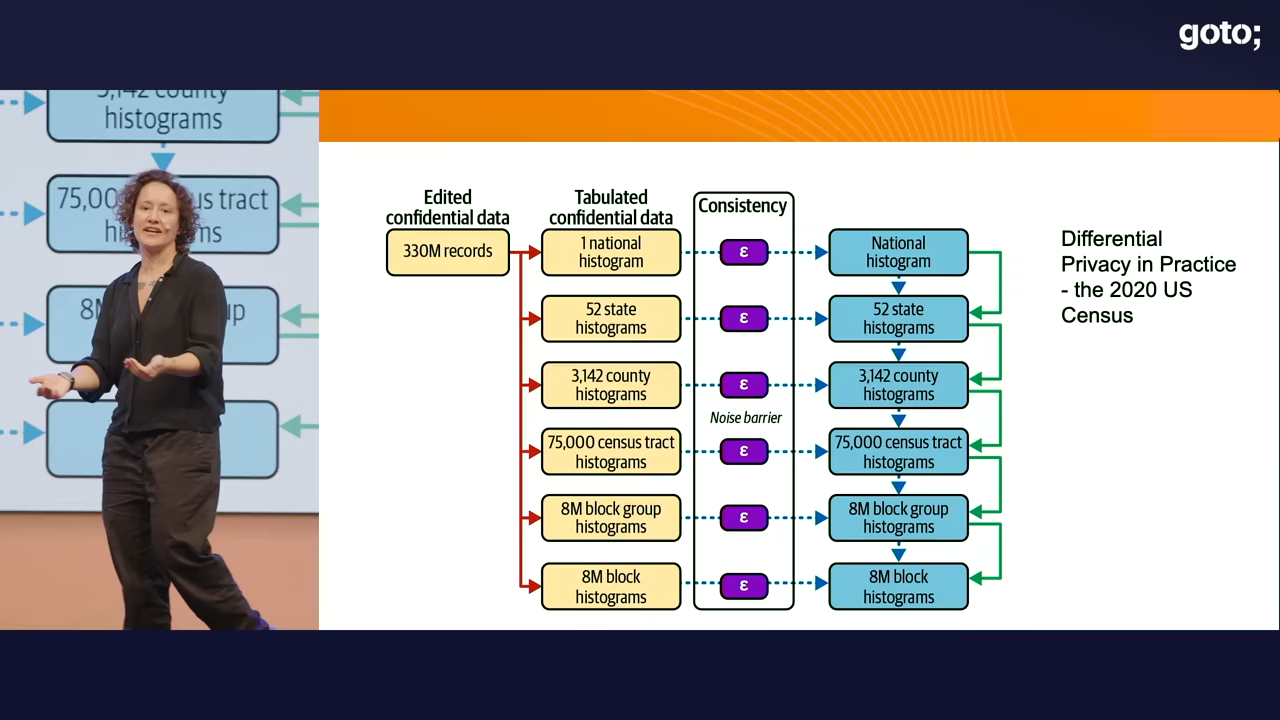 goto;
3,142 county
histograms
75,000 census tract
histograms
8M block group
Edited
confidential data
330M records
Tabulated
confidential data
1 national
histogram
52 state
histograms
3,142 county
histograms
75,000 census tract
histograms
8M block group
histograms
8M block
histograms
Consistency
ε
ε
ε
Noise barrier
ε
ε
ε
National
histogram
52 state
histograms
3,142 county
histograms
75,000 census tract
histograms
8M block group
histograms
8M block
histograms
Differential
Privacy in Practice
- the 2020 US
Census